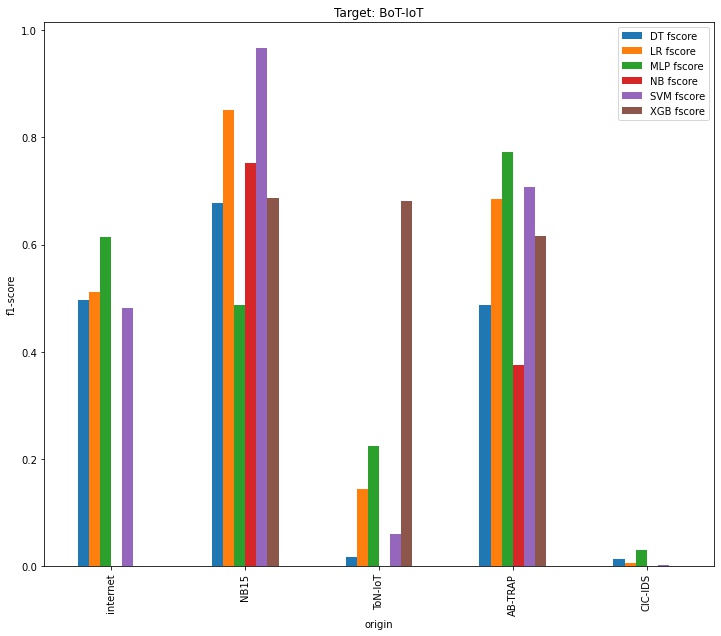 Target: BoT-IoT
1.0
0.8
0.6
0.4
0.2
0.0
f1-score
DT fscore
LR fscore
MLP fscore
NB fscore
SVM fscore
XGB fscore
internet
NB15
ToN-IoT
AB-TRAP
CIC-IDS
origin